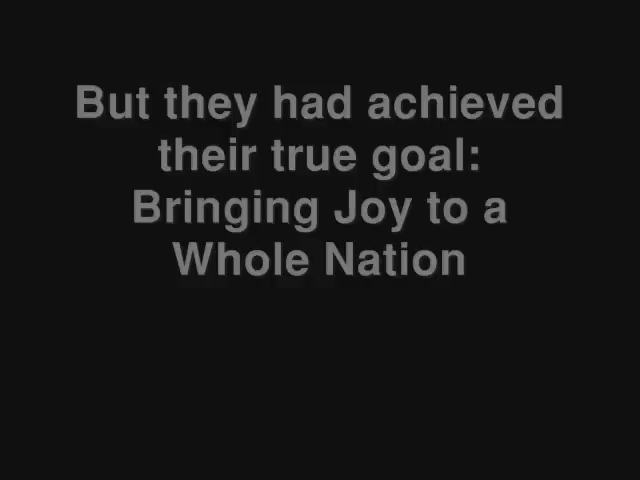 But they had achieved
their true goal:
Bringing Joy to a
Whole Nation